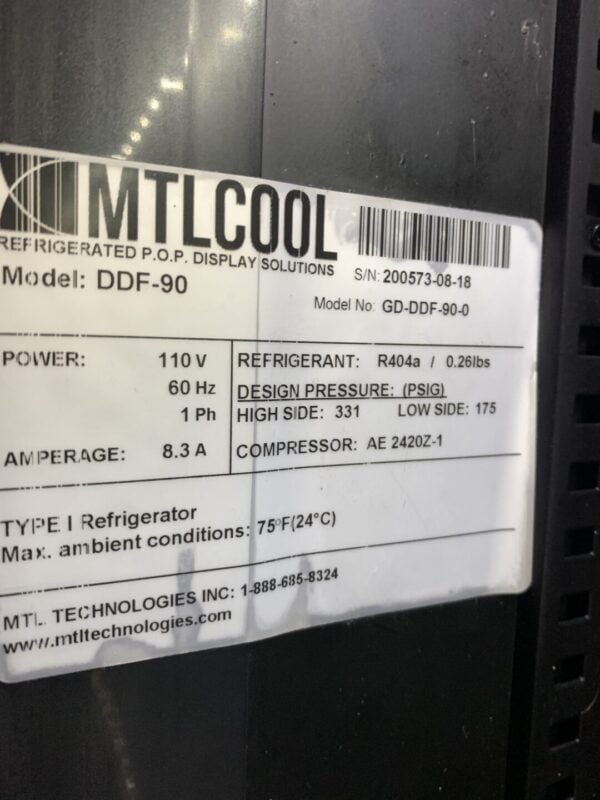 MTLCOOL
REFRIGERATED P.O.P. DISPLAY SOLUTIONS
S/N: 200573-08-18
Model: DDF-90
Model No: GD-DDF-90-0
POWER: 110 V
60 Hz
1 Ph
AMPERAGE: 8.3 A
REFRIGERANT: R404a / 0.26lbs
DESIGN PRESSURE: (PSIG)
HIGH SIDE: 331 LOW SIDE: 175
COMPRESSOR: AE 2420Z-1
TYPE I Refrigerator
Max. ambient conditions: 75°F(24°C)
MTL TECHNOLOGIES INC: 1-888-685-8324
www.mtltechnologies.com